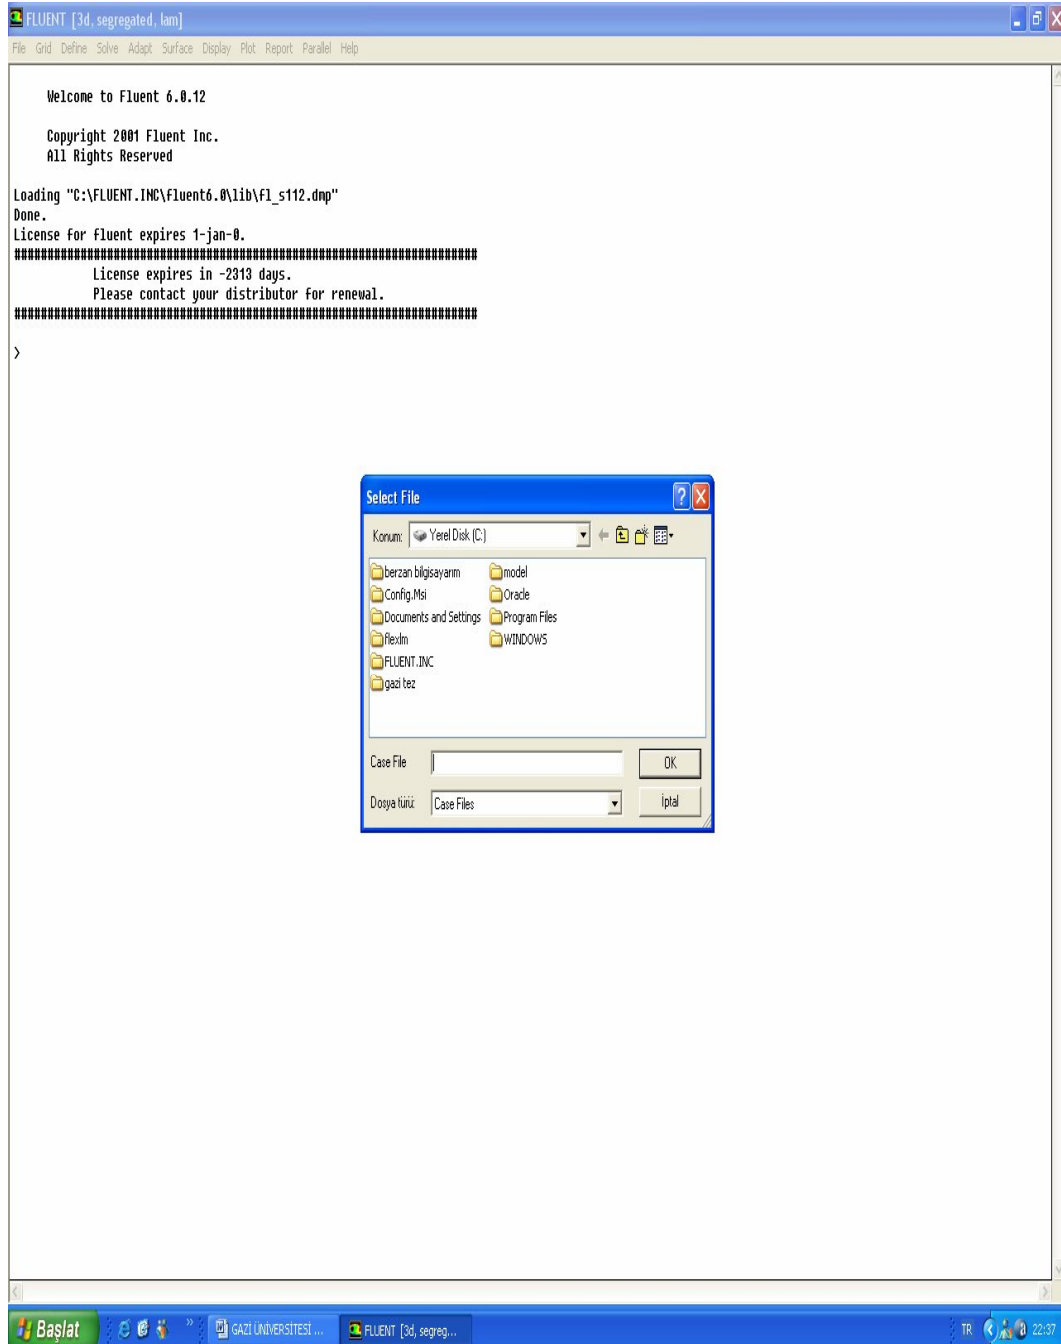 FLUENT [3d, segregated, lam]
File Grid Define Solve Adapt Surface Display Plot Report Parallel Help
Welcome to Fluent 6.0.12
Copyright 2001 Fluent Inc.
All Rights Reserved
Loading "C:\FLUENT.INC\fluent6.0\lib\fl_s112.dmp"
Done.
License for fluent expires 1-jan-0.
######################################################################
License expires in -2313 days.
Please contact your distributor for renewal.
######################################################################
>
Select File
Konum: Yerel Disk (C:)
berzan bilgisayarım
Config.Msi
Documents and Settings
flexlm
FLUENT.INC
gazi tez
model
Oracle
Program Files
WINDOWS
Case File
OK
Dosya türü: Case Files
İptal
Başlat
GAZİ ÜNİVERSİTESİ ...
FLUENT [3d, segreg...
TR
22:37